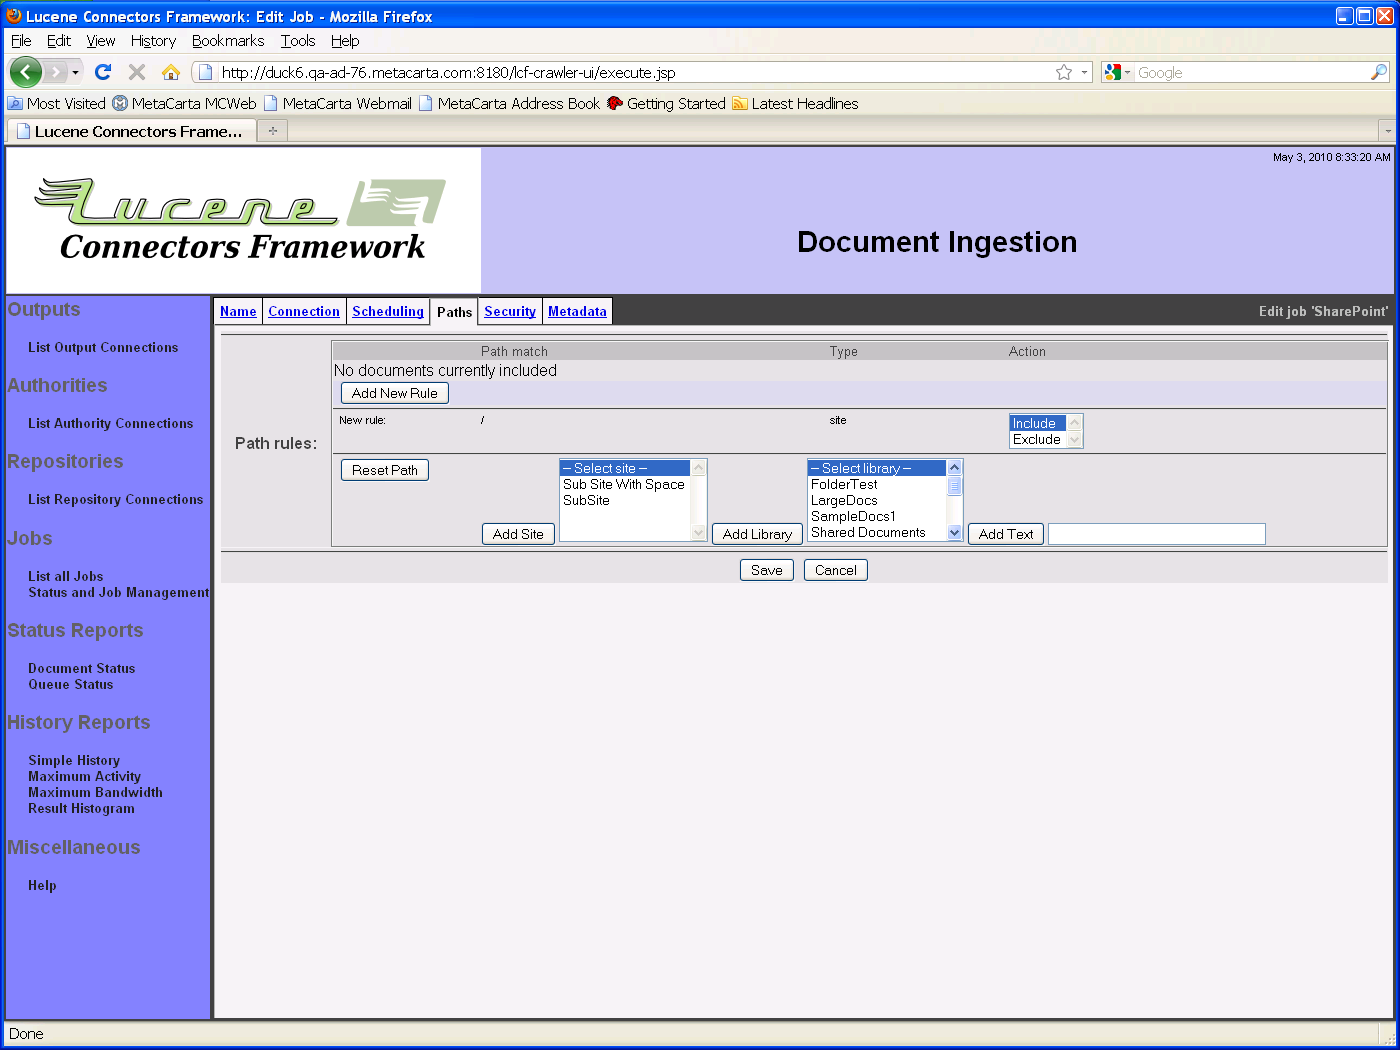 Lucene Connectors Framework: Edit Job - Mozilla Firefox
File Edit View History Bookmarks Tools Help
http://duck6.qa-ad-76.metacarta.com:8180/lcf-crawler-ui/execute.jsp Google
Most Visited MetaCarta MCWeb MetaCarta Webmail MetaCarta Address Book Getting Started Latest Headlines
Lucene Connectors Frame...
May 3, 2010 8:33:20 AM
Lucene
Connectors Framework
Document Ingestion
Outputs
List Output Connections
Authorities
List Authority Connections
Repositories
List Repository Connections
Jobs
List all Jobs
Status and Job Management
Status Reports
Document Status
Queue Status
History Reports
Simple History
Maximum Activity
Maximum Bandwidth
Result Histogram
Miscellaneous
Help
Name Connection Scheduling Paths Security Metadata Edit job 'SharePoint'
Path match Type Action
No documents currently included
Add New Rule
Path rules:
New rule: / site Include
Exclude
Reset Path
Add Site
-- Select site --
Sub Site With Space
SubSite
Add Library
-- Select library --
FolderTest
LargeDocs
SampleDocs1
Shared Documents
Add Text
Save Cancel
Done